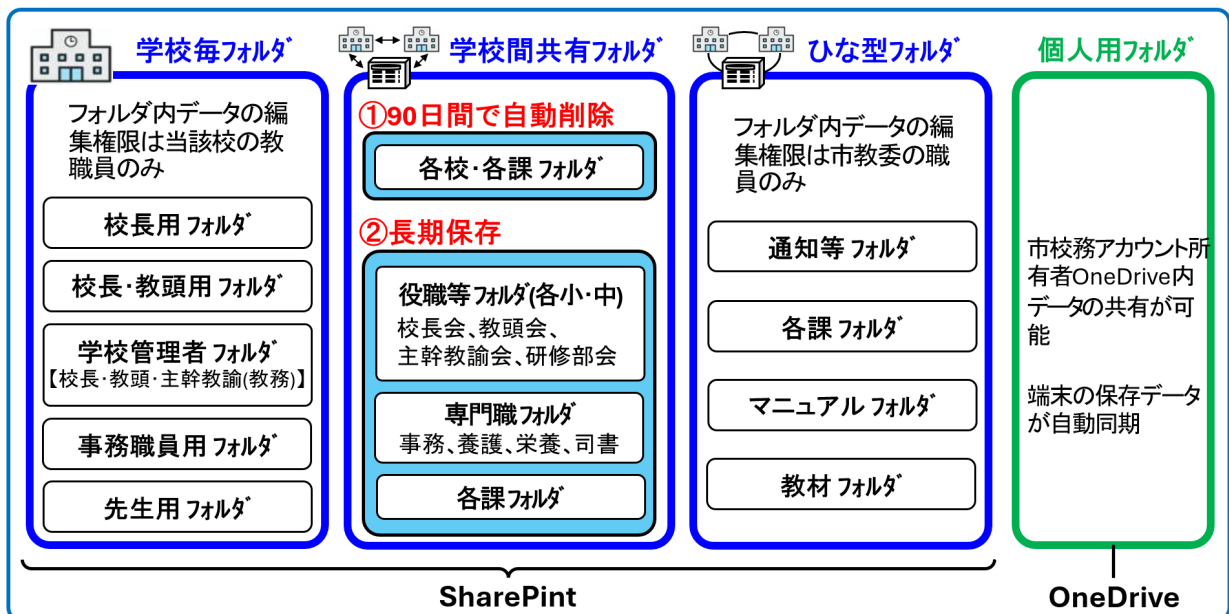 学校毎フォルダ
フォルダ内データの編
集権限は当該校の教
職員のみ
校長用 フォルダ
校長・教頭用 フォルダ
学校管理者 フォルダ
【校長・教頭・主幹教諭(教務)】
事務職員用 フォルダ
先生用 フォルダ
学校間共有フォルダ
①90日間で自動削除
各校・各課 フォルダ
②長期保存
役職等フォルダ(各小・中)
校長会、教頭会、
主幹教諭会、研修部会
専門職フォルダ
事務、養護、栄養、司書
各課フォルダ
ひな型フォルダ
フォルダ内データの編
集権限は市教委の職
員のみ
通知等 フォルダ
各課 フォルダ
マニュアル フォルダ
教材 フォルダ
個人用フォルダ
市校務アカウント所
有者OneDrive内
データの共有が可
能
端末の保存データ
が自動同期
SharePint
OneDrive